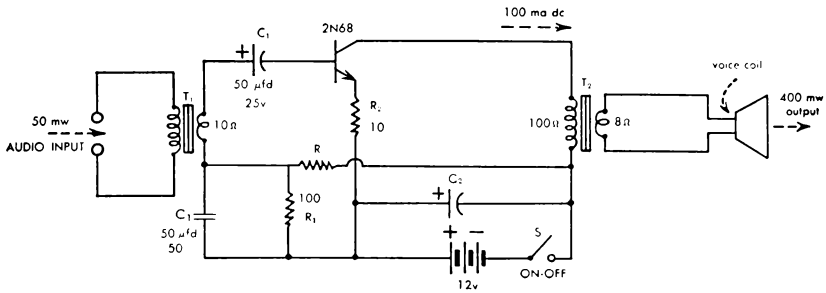 100 ma dc
2N68
C₁
+
50 µfd
25v
T₁
10Ω
50 mw
AUDIO INPUT
R₂
10
T₂
100Ω
8Ω
voice coil
400 mw
output
R
C₁
50 µfd
50
100
R₁
+
C₂
+ −
12v
S
ON-OFF